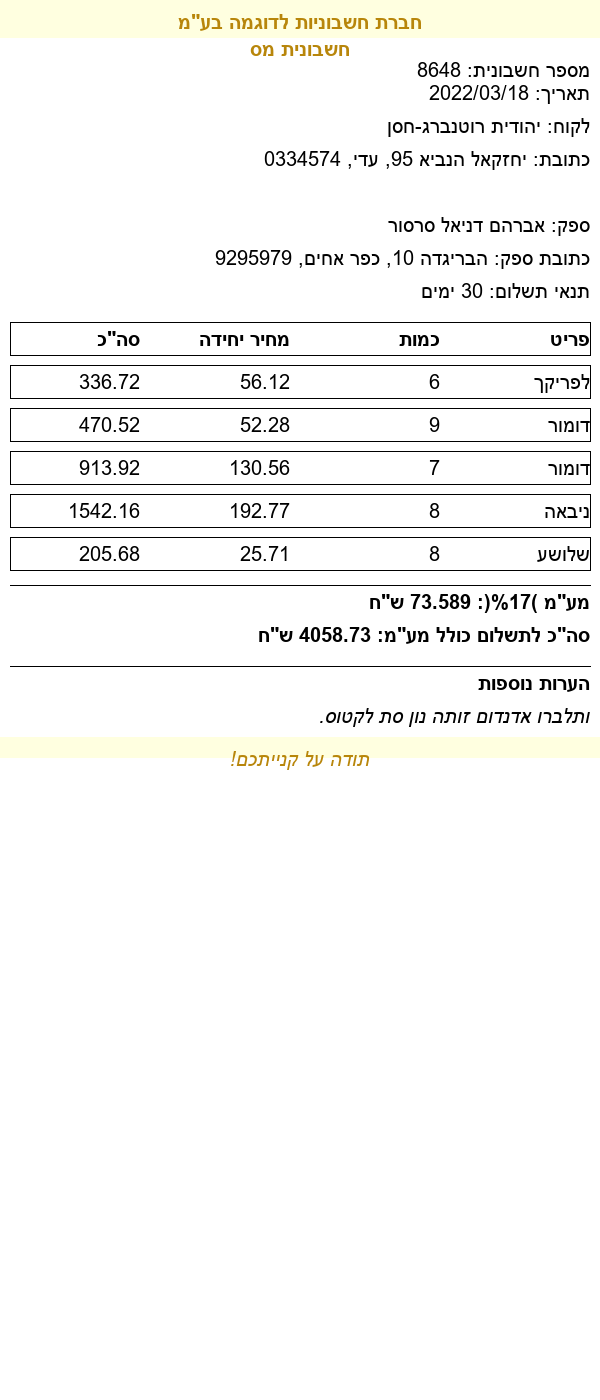 חברת חשבוניות לדוגמה בע"מ
חשבונית מס
מספר חשבונית: 8648
תאריך: 2022/03/18
לקוח: יהודית רוטנברג-חסן
כתובת: יחזקאל הנביא 95, עדי, 0334574
ספק: אברהם דניאל סרסור
כתובת ספק: הבריגדה 10, כפר אחים, 9295979
תנאי תשלום: 30 ימים
פריט כמות מחיר יחידה סה"כ
לפריקך 6 56.12 336.72
דומור 9 52.28 470.52
דומור 7 130.56 913.92
ניבאה 8 192.77 1542.16
שלושע 8 25.71 205.68
מע"מ )17%(: 73.589 ש"ח
סה"כ לתשלום כולל מע"מ: 4058.73 ש"ח
הערות נוספות
ותלברו אדנדום זותה נון סת לקטוס.
תודה על קנייתכם!